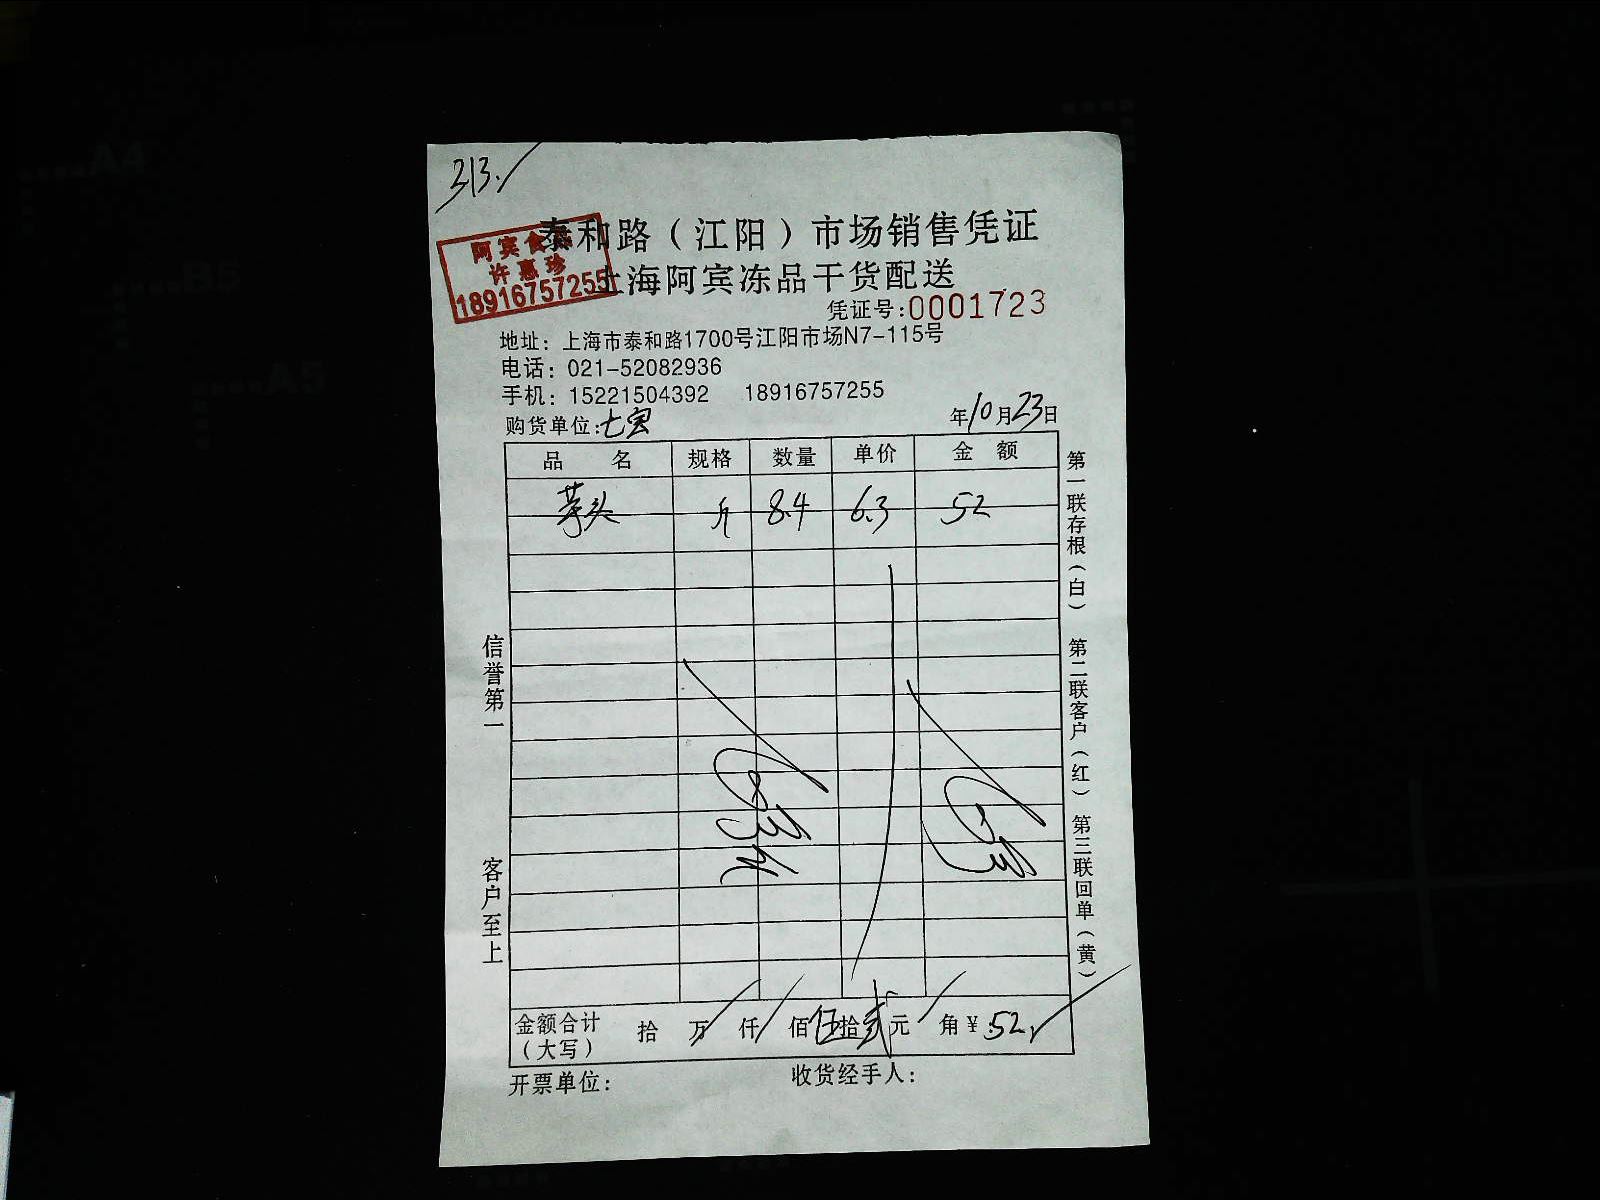 313.
泰和路（江阳）市场销售凭证
阿宾食品
许惠珍
18916757255
上海阿宾冻品干货配送
凭证号:0001723
地址：上海市泰和路1700号江阳市场N7-115号
电话：021-52082936
手机：15221504392 18916757255
购货单位:七宝
年10月23日
品 名 规格 数量 单价 金 额
芋头 斤 8.4 6.3 52
第一联存根（白） 第二联客户（红） 第三联回单（黄）
信誉第一 客户至上
金额合计（大写） 拾 万 仟 佰伍拾贰元 角¥ 52
开票单位： 收货经手人：
A4
B5
A5